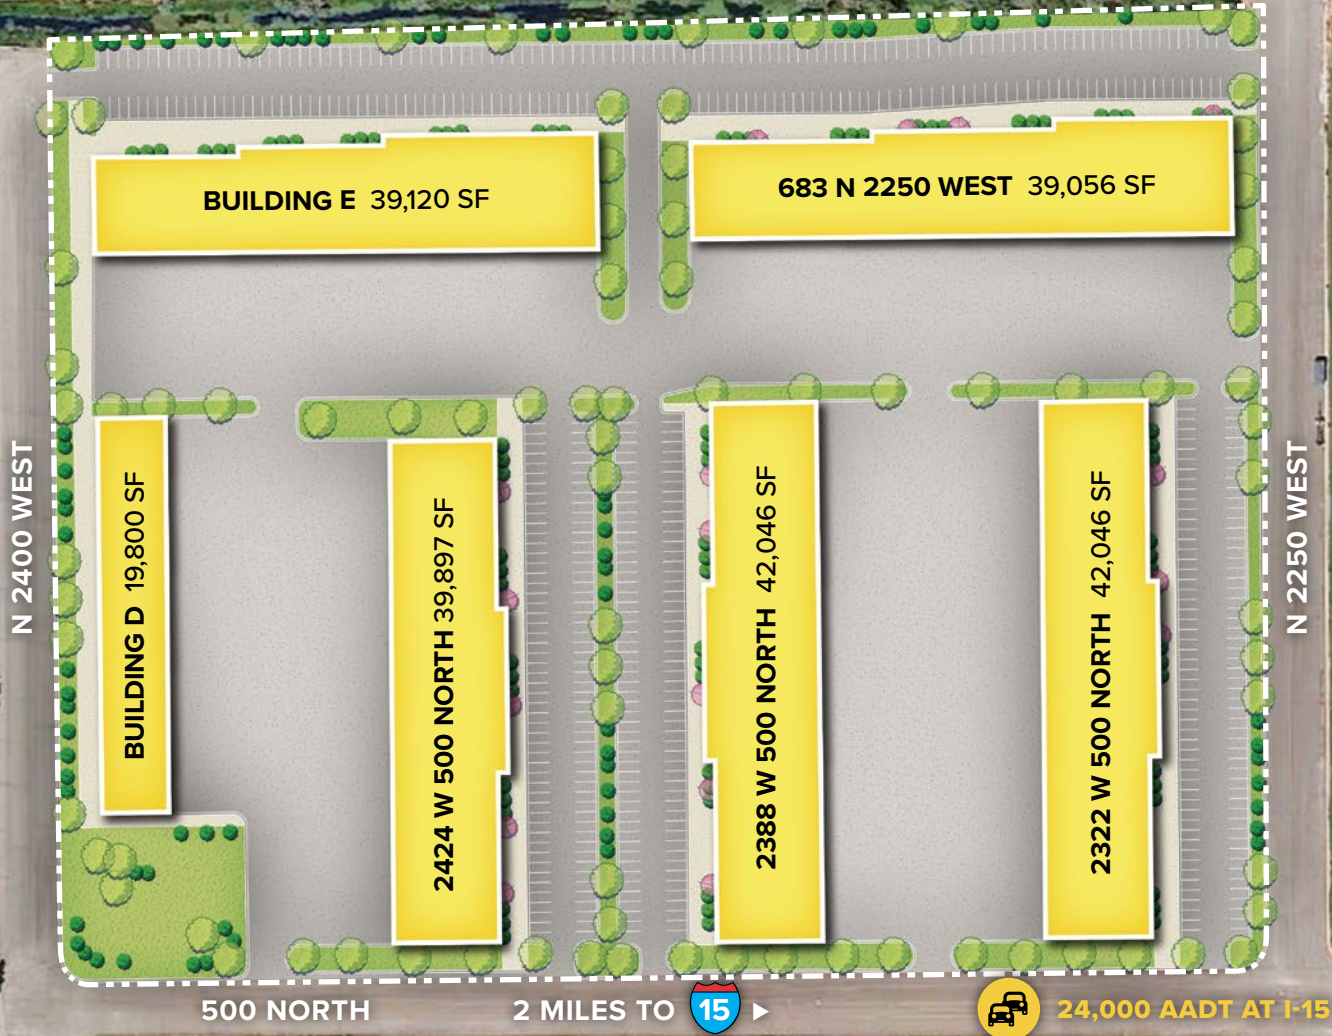 BUILDING E 39,120 SF
683 N 2250 WEST 39,056 SF
N 2400 WEST
BUILDING D 19,800 SF
2424 W 500 NORTH 39,897 SF
2388 W 500 NORTH 42,046 SF
2322 W 500 NORTH 42,046 SF
N 2250 WEST
500 NORTH
2 MILES TO 15 ▶
24,000 AADT AT I-15